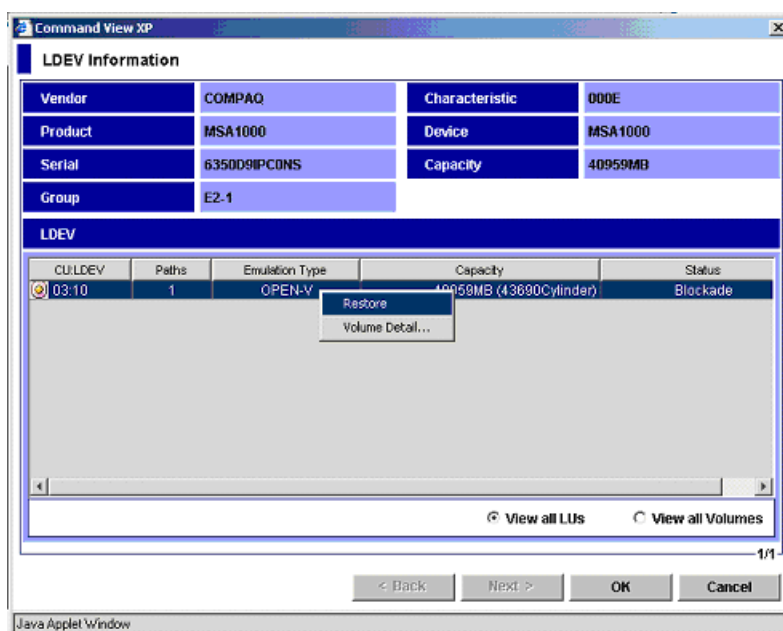 Command View XP
LDEV Information
Vendor COMPAQ Characteristic 000E
Product MSA1000 Device MSA1000
Serial 6350D9IPC0NS Capacity 40959MB
Group E2-1
LDEV
CU:LDEV Paths Emulation Type Capacity Status
03:10 1 OPEN-V 40959MB (43690Cylinder) Blockade
Restore
Volume Detail...
View all LUs View all Volumes
1/1
< Back Next > OK Cancel
Java Applet Window